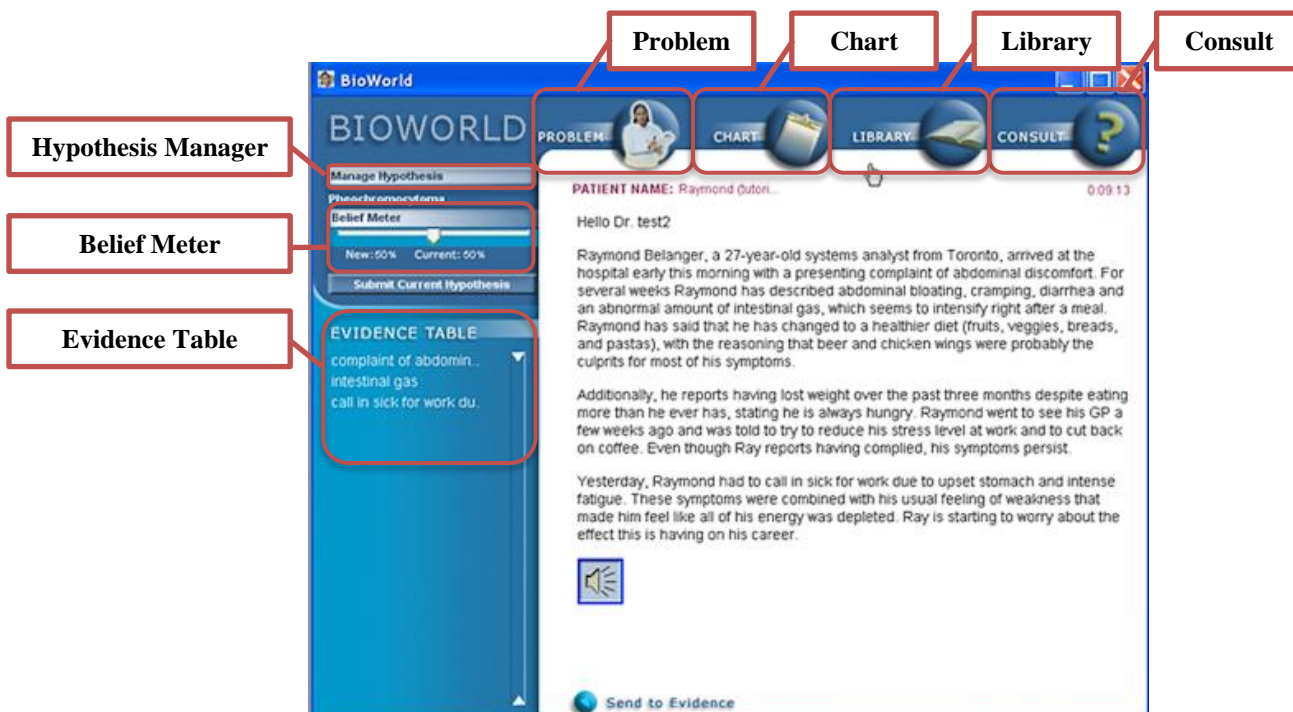 Problem
Chart
Library
Consult
BioWorld
BIOWORLD
PROBLEM
CHART
LIBRARY
CONSULT
?
Hypothesis Manager
Manage Hypothesis
Pheochromocytoma
Belief Meter
Belief Meter
New: 50% Current: 50%
Submit Current Hypothesis
Evidence Table
EVIDENCE TABLE
complaint of abdomin..
intestinal gas
call in sick for work du.
PATIENT NAME: Raymond (tutori...
0:09:13
Hello Dr. test2
Raymond Belanger, a 27-year-old systems analyst from Toronto, arrived at the
hospital early this morning with a presenting complaint of abdominal discomfort. For
several weeks Raymond has described abdominal bloating, cramping, diarrhea and
an abnormal amount of intestinal gas, which seems to intensify right after a meal.
Raymond has said that he has changed to a healthier diet (fruits, veggies, breads,
and pastas), with the reasoning that beer and chicken wings were probably the
culprits for most of his symptoms.
Additionally, he reports having lost weight over the past three months despite eating
more than he ever has, stating he is always hungry. Raymond went to see his GP a
few weeks ago and was told to try to reduce his stress level at work and to cut back
on coffee. Even though Ray reports having complied, his symptoms persist.
Yesterday, Raymond had to call in sick for work due to upset stomach and intense
fatigue. These symptoms were combined with his usual feeling of weakness that
made him feel like all of his energy was depleted. Ray is starting to worry about the
effect this is having on his career.
Send to Evidence